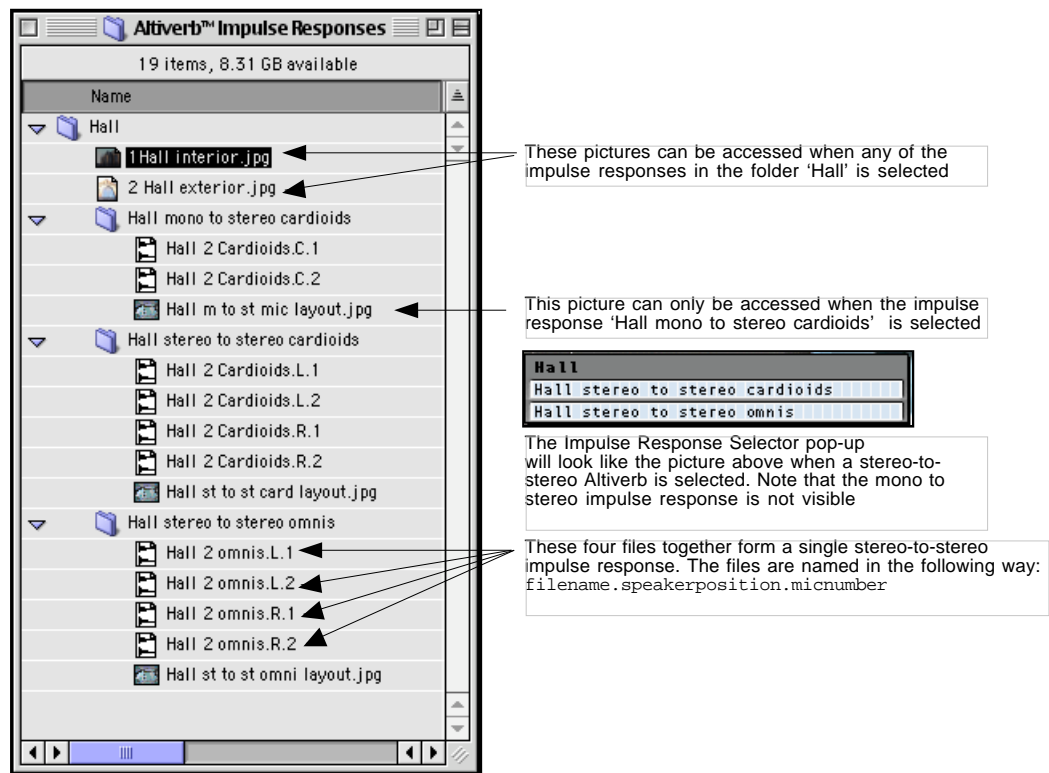 Altiverb™ Impulse Responses
19 items, 8.31 GB available
Name
Hall
1 Hall interior.jpg
2 Hall exterior.jpg
Hall mono to stereo cardioids
Hall 2 Cardioids.C.1
Hall 2 Cardioids.C.2
Hall m to st mic layout.jpg
Hall stereo to stereo cardioids
Hall 2 Cardioids.L.1
Hall 2 Cardioids.L.2
Hall 2 Cardioids.R.1
Hall 2 Cardioids.R.2
Hall st to st card layout.jpg
Hall stereo to stereo omnis
Hall 2 omnis.L.1
Hall 2 omnis.L.2
Hall 2 omnis.R.1
Hall 2 omnis.R.2
Hall st to st omni layout.jpg
These pictures can be accessed when any of the
impulse responses in the folder ‘Hall’ is selected
This picture can only be accessed when the impulse
response ‘Hall mono to stereo cardioids’ is selected
Hall
Hall stereo to stereo cardioids
Hall stereo to stereo omnis
The Impulse Response Selector pop-up
will look like the picture above when a stereo-to-
stereo Altiverb is selected. Note that the mono to
stereo impulse response is not visible
These four files together form a single stereo-to-stereo
impulse response. The files are named in the following way:
filename.speakerposition.micnumber